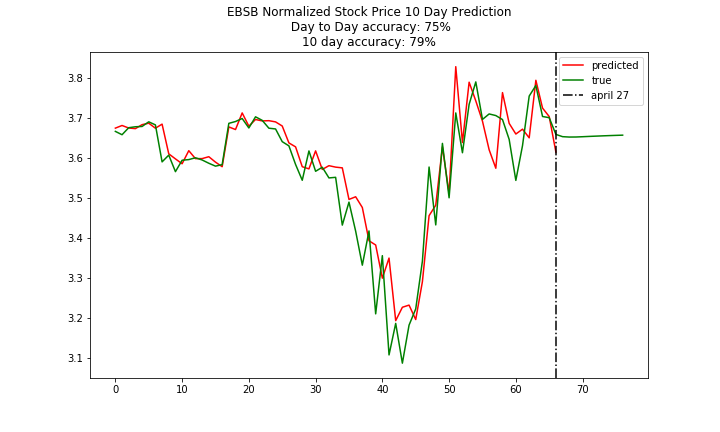 EBSB Normalized Stock Price 10 Day Prediction
Day to Day accuracy: 75%
10 day accuracy: 79%
predicted
true
april 27
3.8
3.7
3.6
3.5
3.4
3.3
3.2
3.1
0 10 20 30 40 50 60 70